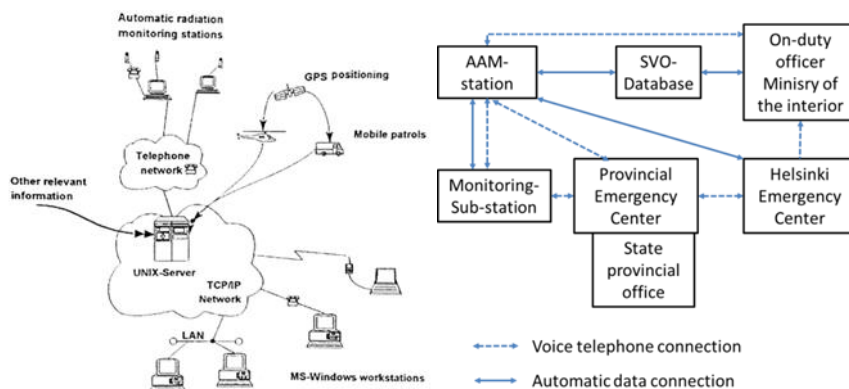 Automatic radiation
monitoring stations
GPS positioning
Mobile patrols
Telephone
network
Other relevant
information
UNIX-Server
TCP/IP
Network
LAN
MS-Windows workstations
AAM-
station
SVO-
Database
On-duty
officer
Minisry of
the interior
Monitoring-
Sub-station
Provincial
Emergency
Center
Helsinki
Emergency
Center
State
provincial
office
Voice telephone connection
Automatic data connection